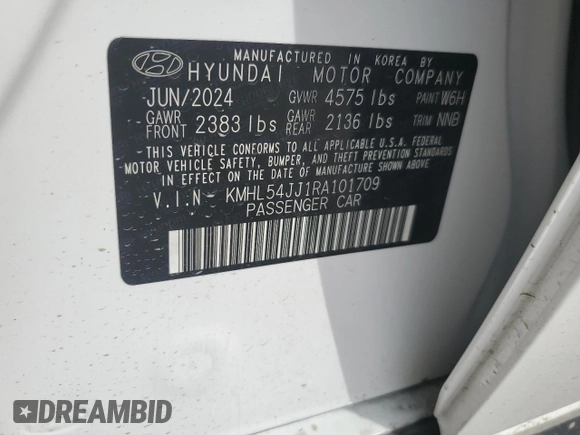 MANUFACTURED IN KOREA BY
HYUNDAI MOTOR COMPANY
JUN/2024 GVWR 4575 lbs PAINT W6H
GAWR FRONT 2383 lbs GAWR REAR 2136 lbs TRIM NNB
THIS VEHICLE CONFORMS TO ALL APPLICABLE U.S.A. FEDERAL
MOTOR VEHICLE SAFETY, BUMPER, AND THEFT PREVENTION STANDARDS
IN EFFECT ON THE DATE OF MANUFACTURE SHOWN ABOVE.
V.I.N- KMHL54JJ1RA101709
PASSENGER CAR
DREAMBID